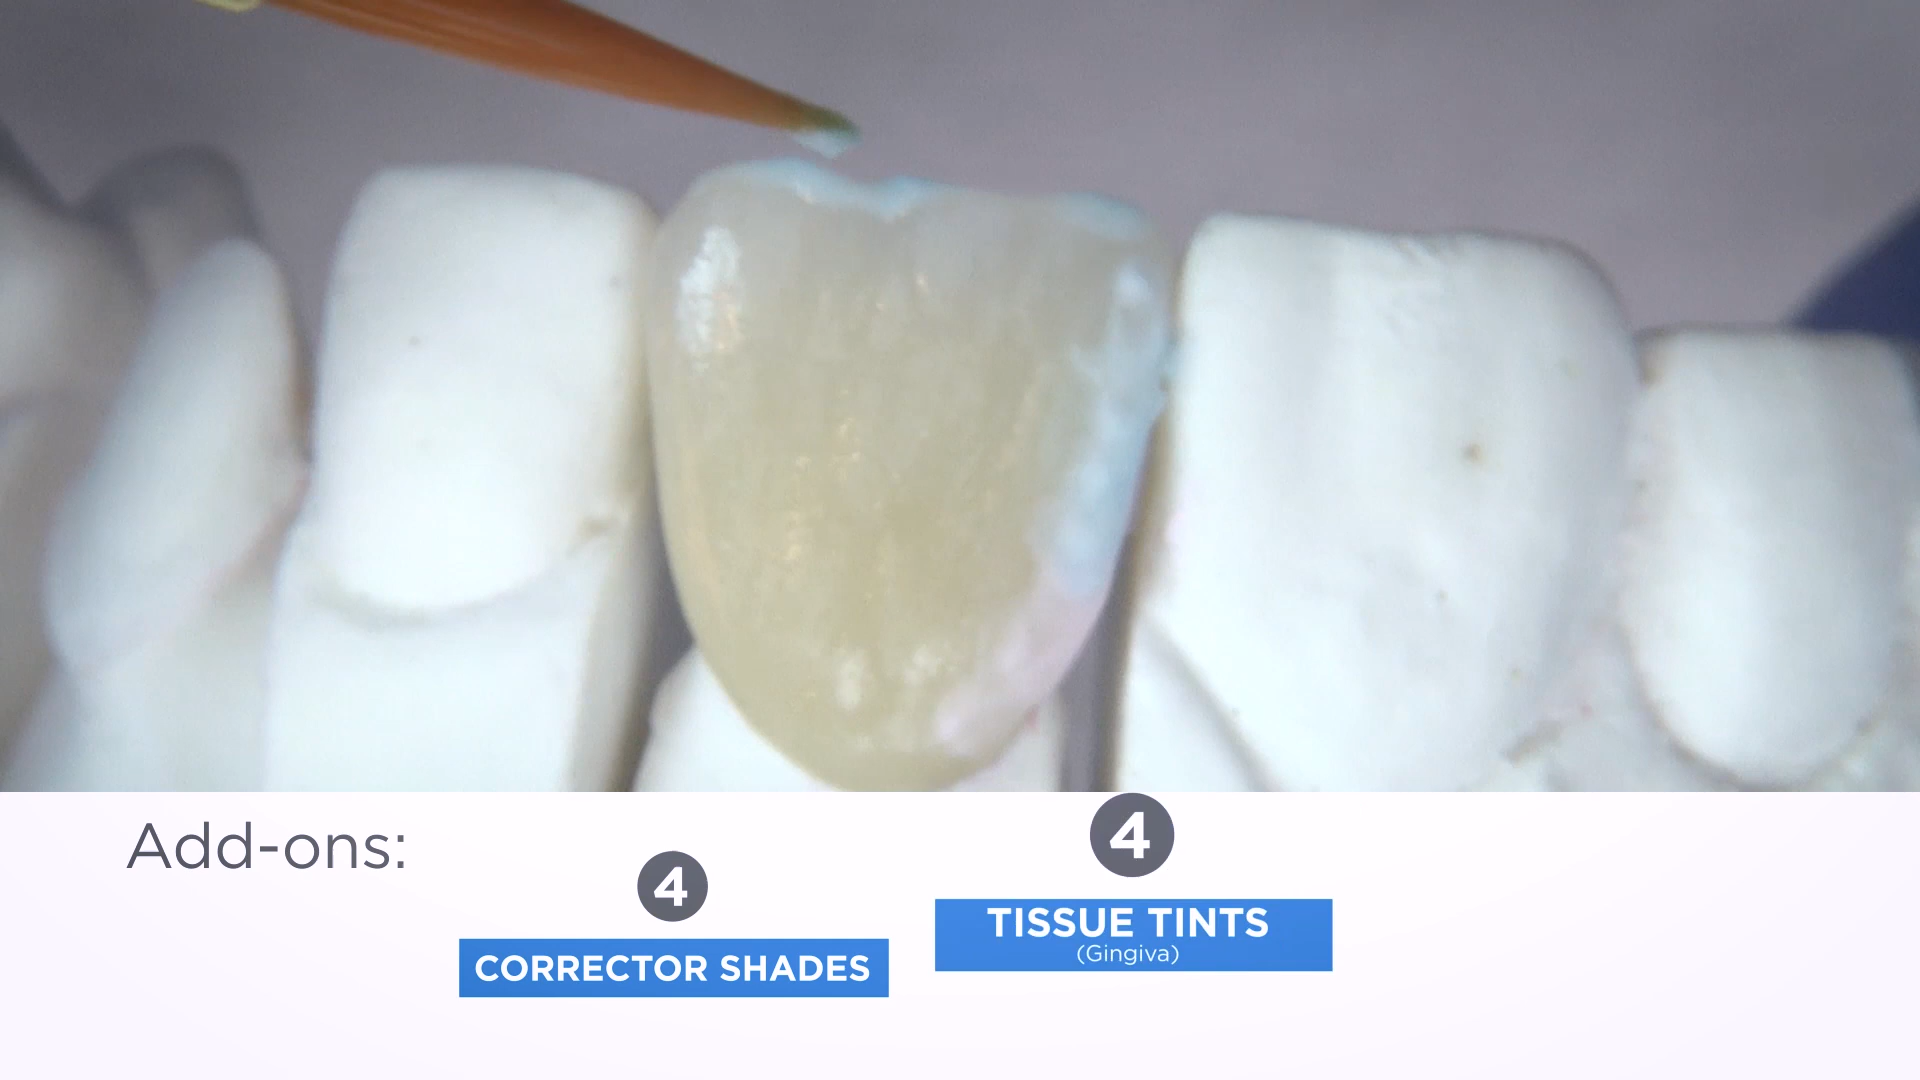 Add-ons:
4
CORRECTOR SHADES
4
TISSUE TINTS
(Gingiva)